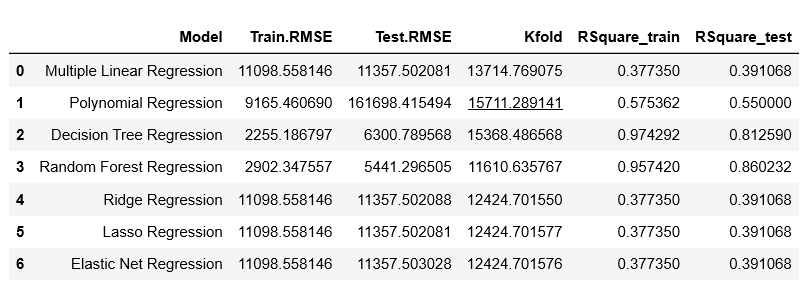 Model Train.RMSE Test.RMSE Kfold RSquare_train RSquare_test
0 Multiple Linear Regression 11098.558146 11357.502081 13714.769075 0.377350 0.391068
1 Polynomial Regression 9165.460690 161698.415494 15711.289141 0.575362 0.550000
2 Decision Tree Regression 2255.186797 6300.789568 15368.486568 0.974292 0.812590
3 Random Forest Regression 2902.347557 5441.296505 11610.635767 0.957420 0.860232
4 Ridge Regression 11098.558146 11357.502088 12424.701550 0.377350 0.391068
5 Lasso Regression 11098.558146 11357.502081 12424.701577 0.377350 0.391068
6 Elastic Net Regression 11098.558146 11357.503028 12424.701576 0.377350 0.391068